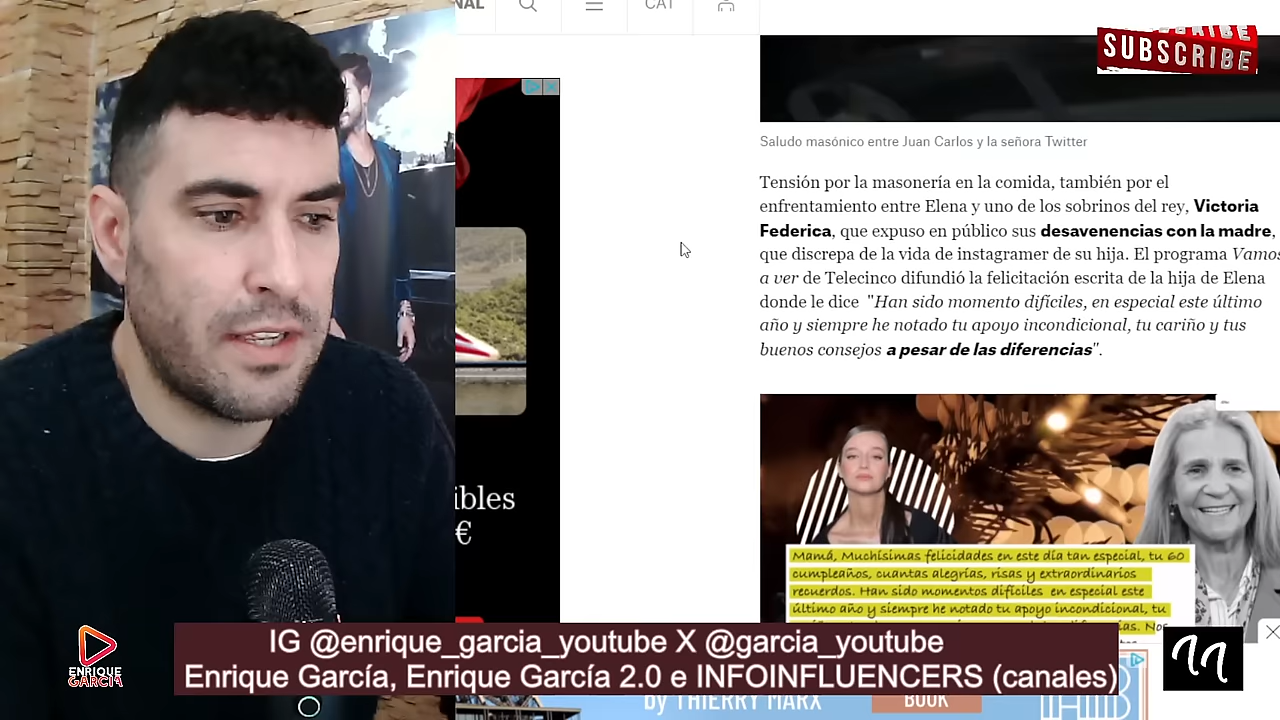 NAL
CAT
SUBSCRIBE
Saludo masónico entre Juan Carlos y la señora Twitter
Tensión por la masonería en la comida, también por el
enfrentamiento entre Elena y uno de los sobrinos del rey, Victoria
Federica, que expuso en público sus desavenencias con la madre,
que discrepa de la vida de instagramer de su hija. El programa Vamos
a ver de Telecinco difundió la felicitación escrita de la hija de Elena
donde le dice "Han sido momento difíciles, en especial este último
año y siempre he notado tu apoyo incondicional, tu cariño y tus
buenos consejos a pesar de las diferencias".
ibles
€
Mamá, Muchísimas felicidades en este día tan especial, tu 60
cumpleaños, cuantas alegrías, risas y extraordinarios
recuerdos. Han sido momentos difíciles en especial este
último año y siempre he notado tu apoyo incondicional, tu
IG @enrique_garcia_youtube X @garcia_youtube
Enrique García, Enrique García 2.0 e INFOINFLUENCERS (canales)
ENRIQUE
GARCÍA
by THIERRY MARX
BOOK